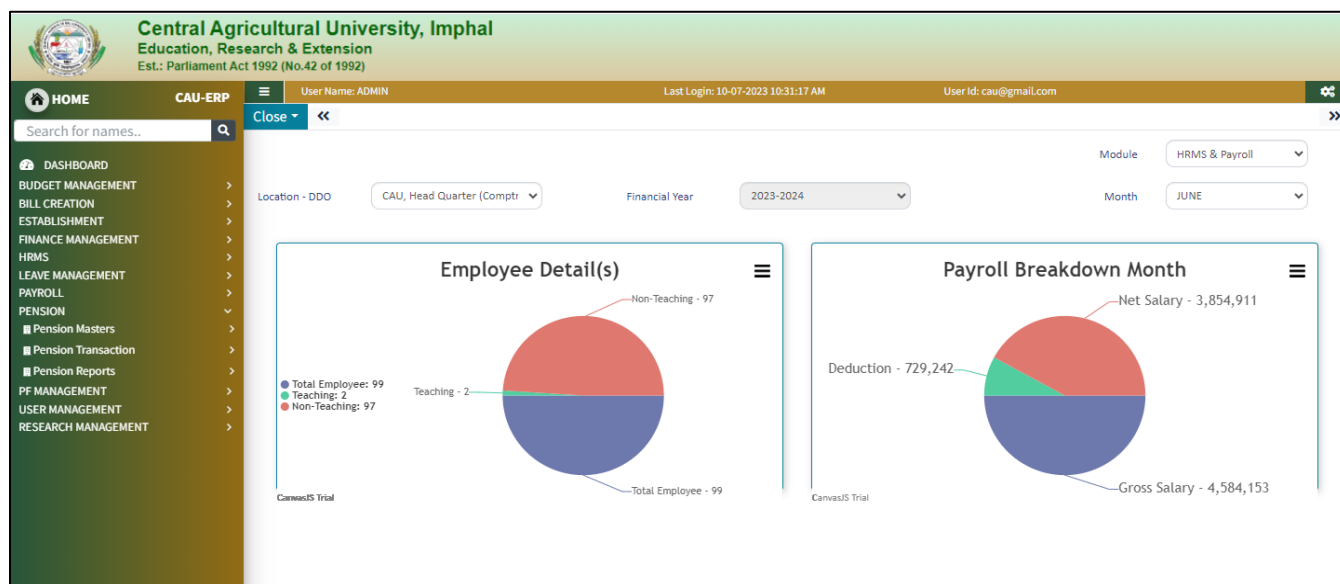 Central Agricultural University, Imphal
Education, Research & Extension
Est.: Parliament Act 1992 (No.42 of 1992)
HOME CAU-ERP
User Name: ADMIN Last Login: 10-07-2023 10:31:17 AM User Id: cau@gmail.com
Search for names..
Close
DASHBOARD
BUDGET MANAGEMENT
BILL CREATION
ESTABLISHMENT
FINANCE MANAGEMENT
HRMS
LEAVE MANAGEMENT
PAYROLL
PENSION
Pension Masters
Pension Transaction
Pension Reports
PF MANAGEMENT
USER MANAGEMENT
RESEARCH MANAGEMENT
Module HRMS & Payroll
Location - DDO CAU, Head Quarter (Comptr Financial Year 2023-2024 Month JUNE
Employee Detail(s)
Non-Teaching - 97
Total Employee: 99
Teaching: 2
Non-Teaching: 97
Teaching - 2
Total Employee - 99
CanvasJS Trial
Payroll Breakdown Month
Net Salary - 3,854,911
Deduction - 729,242
Gross Salary - 4,584,153
CanvasJS Trial